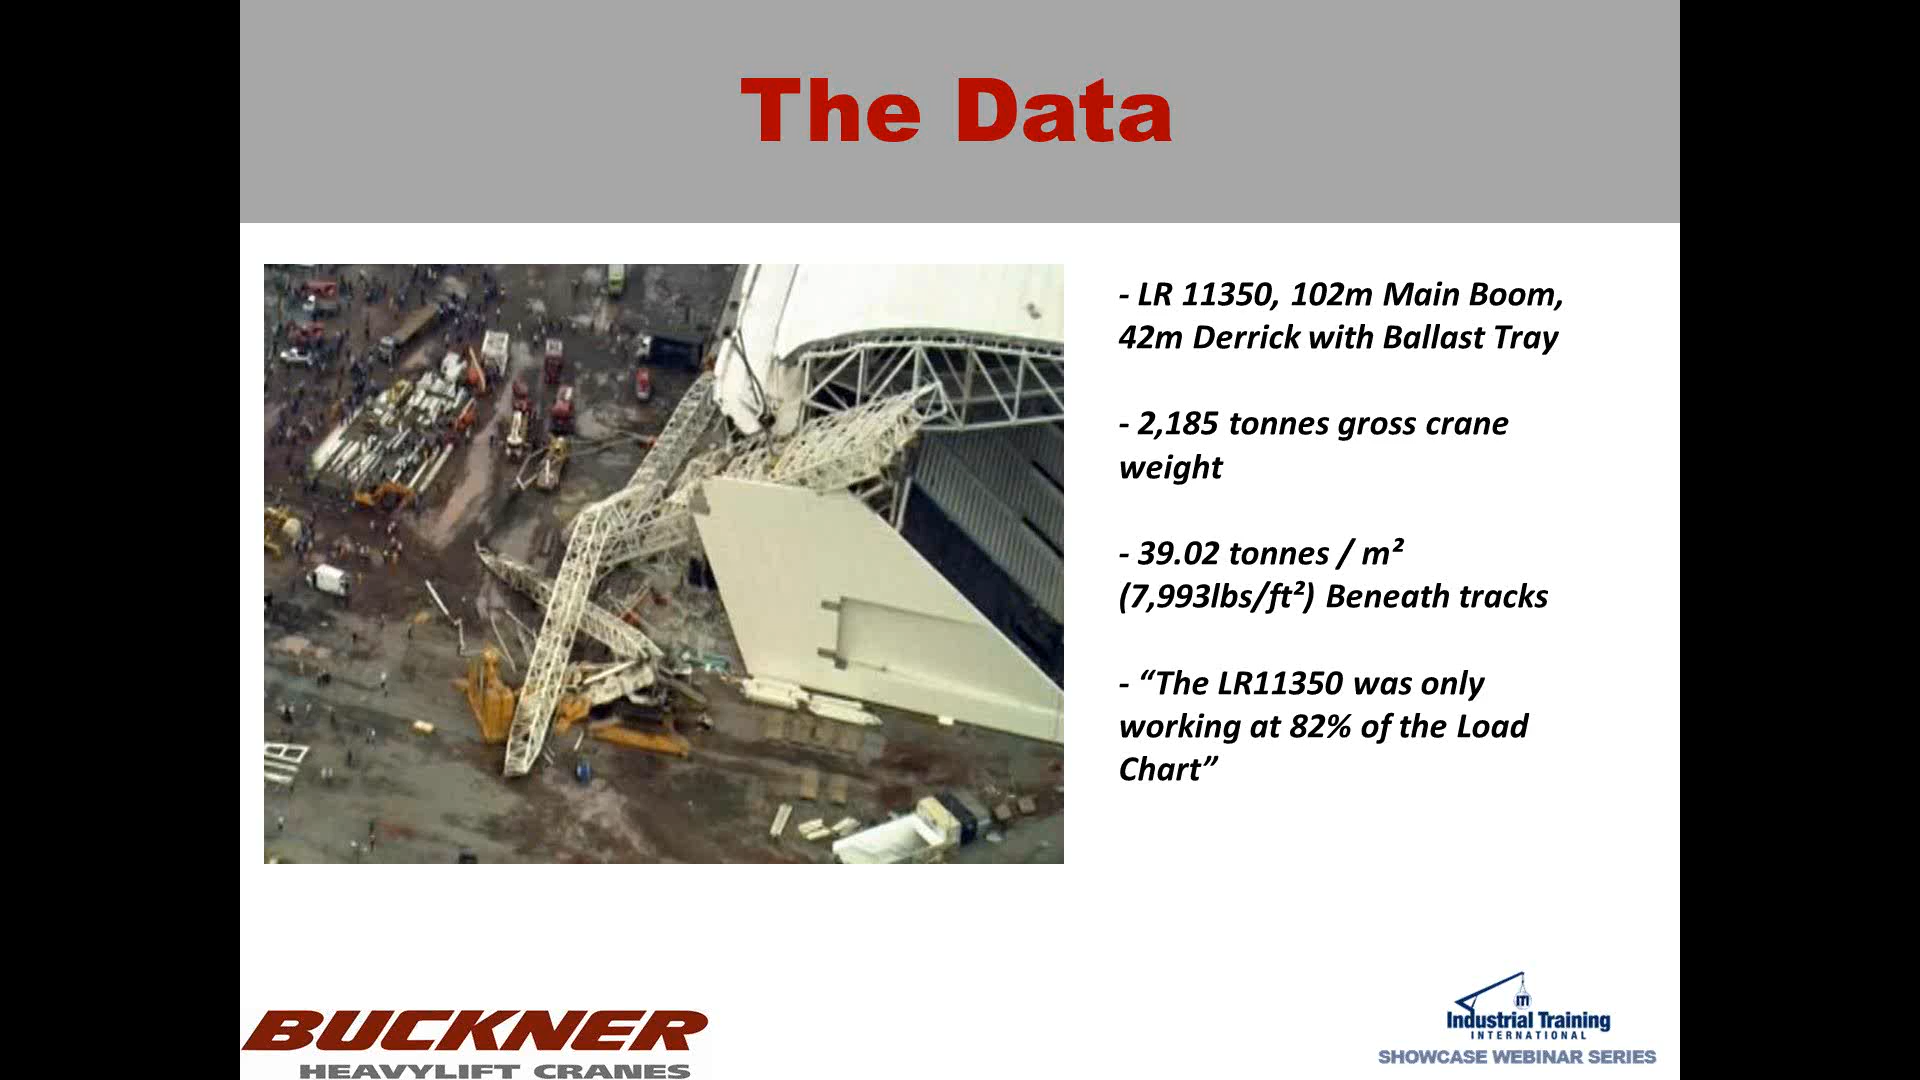 The Data
- LR 11350, 102m Main Boom,
42m Derrick with Ballast Tray
- 2,185 tonnes gross crane
weight
- 39.02 tonnes / m²
(7,993lbs/ft²) Beneath tracks
- “The LR11350 was only
working at 82% of the Load
Chart”
BUCKNER
HEAVYLIFT CRANES
ITI
Industrial Training
INTERNATIONAL
SHOWCASE WEBINAR SERIES